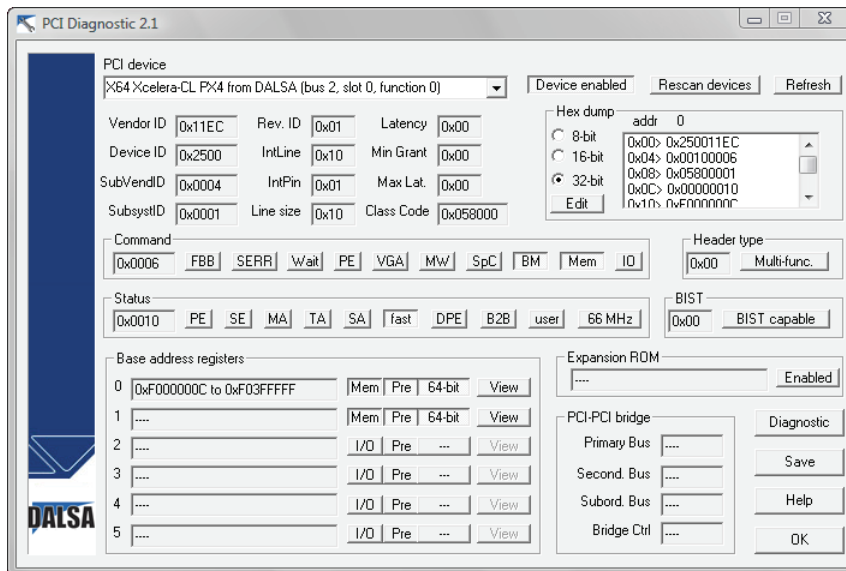 PCI Diagnostic 2.1
PCI device
X64 Xcelera-CL PX4 from DALSA (bus 2, slot 0, function 0) Device enabled Rescan devices Refresh
Vendor ID 0x11EC Rev. ID 0x01 Latency 0x00
Device ID 0x2500 IntLine 0x10 Min Grant 0x00
SubVendID 0x0004 IntPin 0x01 Max Lat. 0x00
SubsystID 0x0001 Line size 0x10 Class Code 0x058000
Hex dump addr 0
8-bit
16-bit
32-bit
Edit
0x00> 0x250011EC
0x04> 0x00100006
0x08> 0x05800001
0x0C> 0x00000010
0x10> 0xF000000C
Command
0x0006 FBB SERR Wait PE VGA MW SpC BM Mem IO
Header type
0x00 Multi-func.
Status
0x0010 PE SE MA TA SA fast DPE B2B user 66 MHz
BIST
0x00 BIST capable
Base address registers
0 0xF000000C to 0xF03FFFFF Mem Pre 64-bit View
1 ---- Mem Pre 64-bit View
2 ---- I/O Pre --- View
3 ---- I/O Pre --- View
4 ---- I/O Pre --- View
5 ---- I/O Pre --- View
Expansion ROM
---- Enabled
PCI-PCI bridge
Primary Bus ----
Second. Bus ----
Subord. Bus ----
Bridge Ctrl ----
Diagnostic
Save
Help
OK
DALSA